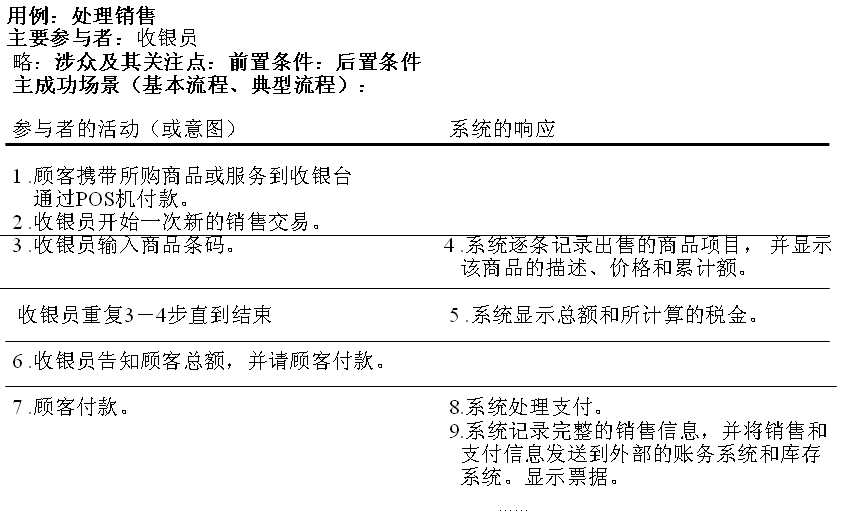 用例：处理销售
主要参与者：收银员
略：涉众及其关注点：前置条件：后置条件
主成功场景（基本流程、典型流程）：
参与者的活动（或意图） 系统的响应
1 .顾客携带所购商品或服务到收银台
通过POS机付款。
2 .收银员开始一次新的销售交易。
3 .收银员输入商品条码。 4 .系统逐条记录出售的商品项目， 并显示
该商品的描述、价格和累计额。
收银员重复3－4步直到结束 5 .系统显示总额和所计算的税金。
6 .收银员告知顾客总额，并请顾客付款。
7 .顾客付款。 8.系统处理支付。
9.系统记录完整的销售信息，并将销售和
支付信息发送到外部的账务系统和库存
系统。显示票据。
……